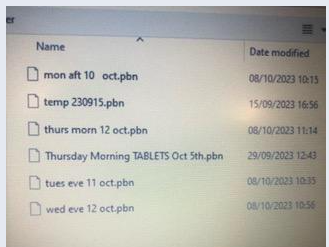 er
Name Date modified
mon aft 10 oct.pbn 08/10/2023 10:15
temp 230915.pbn 15/09/2023 16:56
thurs morn 12 oct.pbn 08/10/2023 11:14
Thursday Morning TABLETS Oct 5th.pbn 29/09/2023 12:43
tues eve 11 oct.pbn 08/10/2023 10:35
wed eve 12 oct.pbn 08/10/2023 10:56